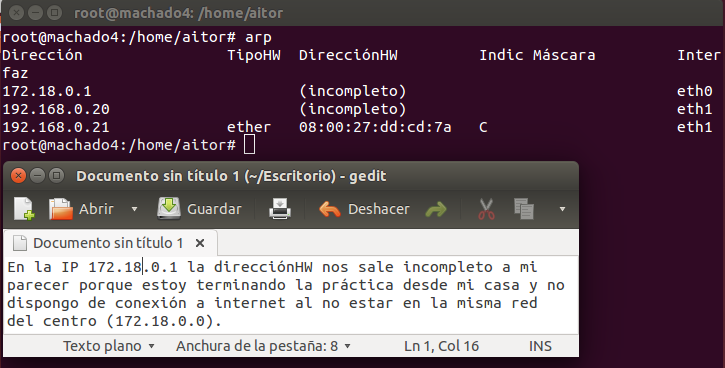 root@machado4: /home/aitor
root@machado4:/home/aitor# arp
Dirección TipoHW DirecciónHW Indic Máscara Inter
faz
172.18.0.1 (incompleto) eth0
192.168.0.20 (incompleto) eth1
192.168.0.21 ether 08:00:27:dd:cd:7a C eth1
root@machado4:/home/aitor#
Documento sin título 1 (~/Escritorio) - gedit
Abrir Guardar Deshacer
Documento sin título 1
En la IP 172.18.0.1 la direcciónHW nos sale incompleto a mi
parecer porque estoy terminando la práctica desde mi casa y no
dispongo de conexión a internet al no estar en la misma red
del centro (172.18.0.0).
Texto plano Anchura de la pestaña: 8 Ln 1, Col 16 INS